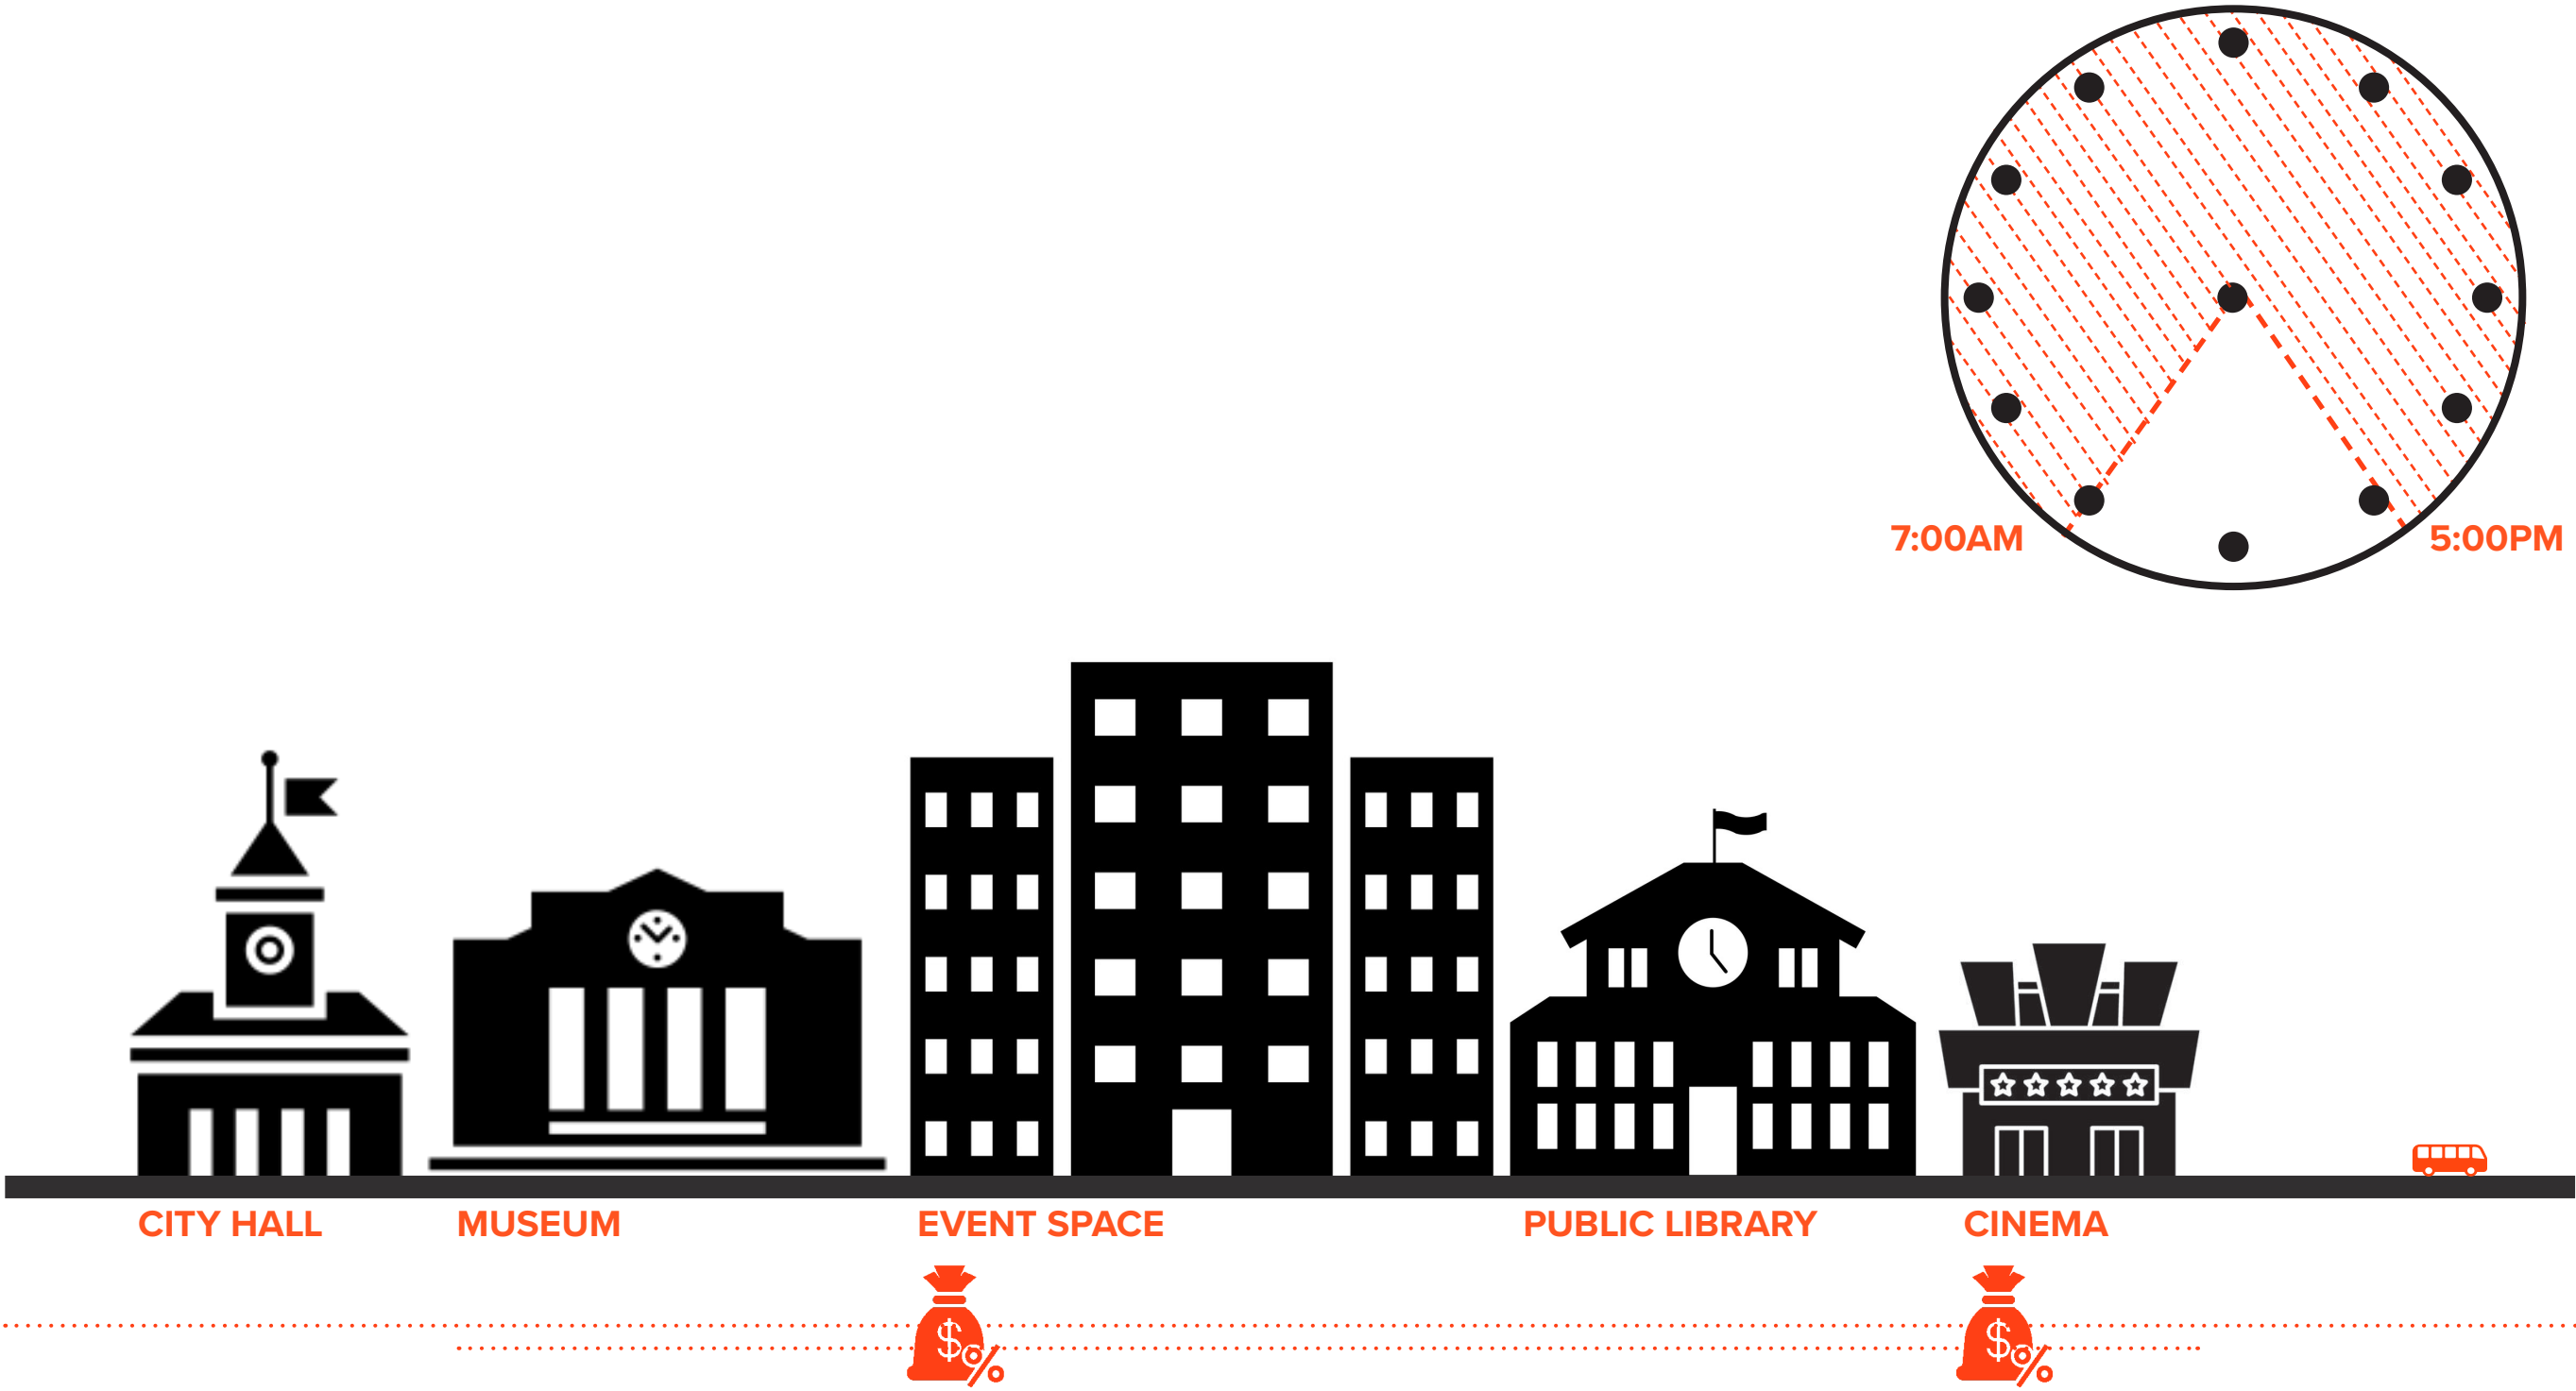 7:00AM
5:00PM
CITY HALL
MUSEUM
EVENT SPACE
PUBLIC LIBRARY
CINEMA
$%
$%